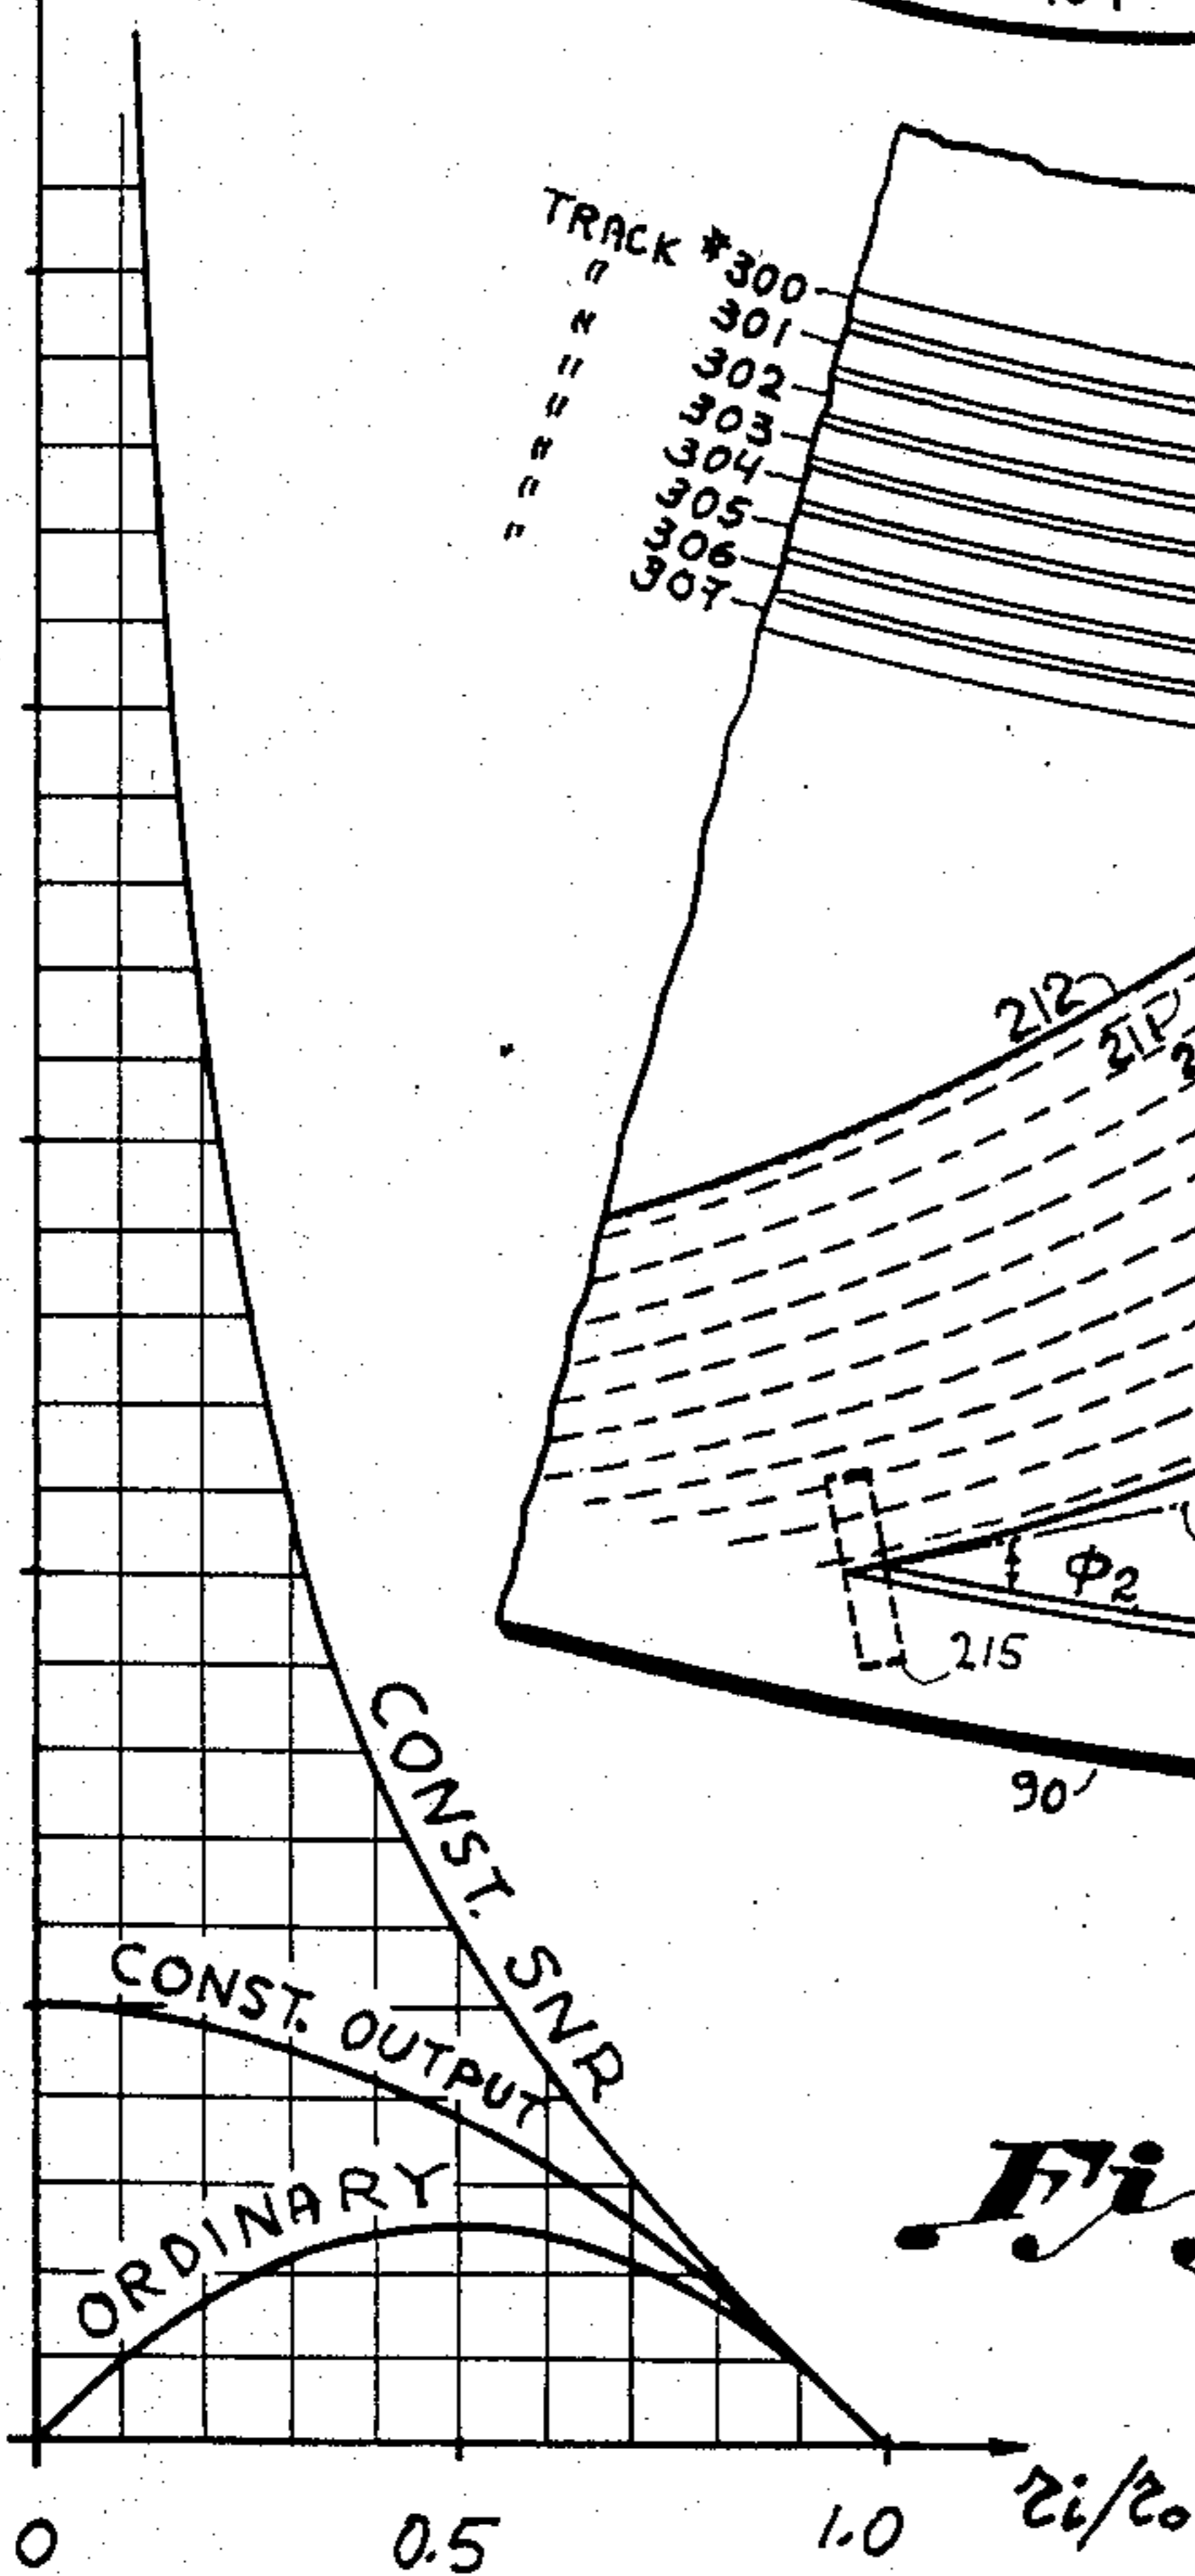 TRACK #300
" 301
" 302
" 303
" 304
" 305
" 306
" 307
212
211
Φ2
215
90
CONST. SNR
CONST. OUTPUT
ORDINARY
0 0.5 1.0 ri/ro